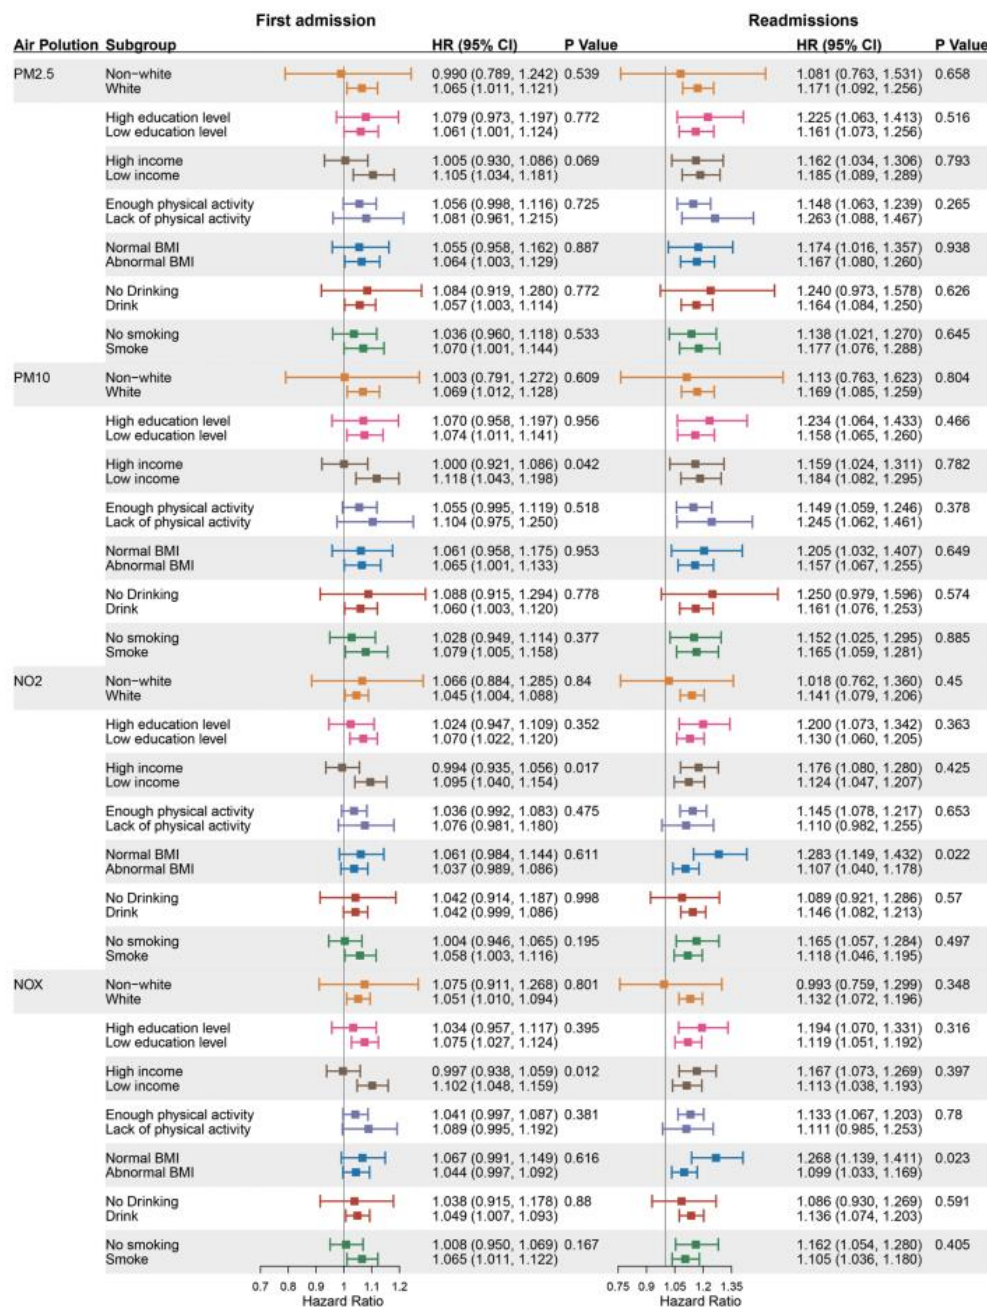 First admission Readmissions
Air Polution Subgroup HR (95% CI) P Value HR (95% CI) P Value
PM2.5 Non-white 0.990 (0.789, 1.242) 0.539 1.081 (0.763, 1.531) 0.658
White 1.065 (1.011, 1.121) 1.171 (1.092, 1.256)
High education level 1.079 (0.973, 1.197) 0.772 1.225 (1.063, 1.413) 0.516
Low education level 1.061 (1.001, 1.124) 1.161 (1.073, 1.256)
High income 1.005 (0.930, 1.086) 0.069 1.162 (1.034, 1.306) 0.793
Low income 1.105 (1.034, 1.181) 1.185 (1.089, 1.289)
Enough physical activity 1.056 (0.998, 1.116) 0.725 1.148 (1.063, 1.239) 0.265
Lack of physical activity 1.081 (0.961, 1.215) 1.263 (1.088, 1.467)
Normal BMI 1.055 (0.958, 1.162) 0.887 1.174 (1.016, 1.357) 0.938
Abnormal BMI 1.064 (1.003, 1.129) 1.167 (1.080, 1.260)
No Drinking 1.084 (0.919, 1.280) 0.772 1.240 (0.973, 1.578) 0.626
Drink 1.057 (1.003, 1.114) 1.164 (1.084, 1.250)
No smoking 1.036 (0.960, 1.118) 0.533 1.138 (1.021, 1.270) 0.645
Smoke 1.070 (1.001, 1.144) 1.177 (1.076, 1.288)
PM10 Non-white 1.003 (0.791, 1.272) 0.609 1.113 (0.763, 1.623) 0.804
White 1.069 (1.012, 1.128) 1.169 (1.085, 1.259)
High education level 1.070 (0.958, 1.197) 0.956 1.234 (1.064, 1.433) 0.466
Low education level 1.074 (1.011, 1.141) 1.158 (1.065, 1.260)
High income 1.000 (0.921, 1.086) 0.042 1.159 (1.024, 1.311) 0.782
Low income 1.118 (1.043, 1.198) 1.184 (1.082, 1.295)
Enough physical activity 1.055 (0.995, 1.119) 0.518 1.149 (1.059, 1.246) 0.378
Lack of physical activity 1.104 (0.975, 1.250) 1.245 (1.062, 1.461)
Normal BMI 1.061 (0.958, 1.175) 0.953 1.205 (1.032, 1.407) 0.649
Abnormal BMI 1.065 (1.001, 1.133) 1.157 (1.067, 1.255)
No Drinking 1.088 (0.915, 1.294) 0.778 1.250 (0.979, 1.596) 0.574
Drink 1.060 (1.003, 1.120) 1.161 (1.076, 1.253)
No smoking 1.028 (0.949, 1.114) 0.377 1.152 (1.025, 1.295) 0.885
Smoke 1.079 (1.005, 1.158) 1.165 (1.059, 1.281)
NO2 Non-white 1.066 (0.884, 1.285) 0.84 1.018 (0.762, 1.360) 0.45
White 1.045 (1.004, 1.088) 1.141 (1.079, 1.206)
High education level 1.024 (0.947, 1.109) 0.352 1.200 (1.073, 1.342) 0.363
Low education level 1.070 (1.022, 1.120) 1.130 (1.060, 1.205)
High income 0.994 (0.935, 1.056) 0.017 1.176 (1.080, 1.280) 0.425
Low income 1.095 (1.040, 1.154) 1.124 (1.047, 1.207)
Enough physical activity 1.036 (0.992, 1.083) 0.475 1.145 (1.078, 1.217) 0.653
Lack of physical activity 1.076 (0.981, 1.180) 1.110 (0.982, 1.255)
Normal BMI 1.061 (0.984, 1.144) 0.611 1.283 (1.149, 1.432) 0.022
Abnormal BMI 1.037 (0.989, 1.086) 1.107 (1.040, 1.178)
No Drinking 1.042 (0.914, 1.187) 0.998 1.089 (0.921, 1.286) 0.57
Drink 1.042 (0.999, 1.086) 1.146 (1.082, 1.213)
No smoking 1.004 (0.946, 1.065) 0.195 1.165 (1.057, 1.284) 0.497
Smoke 1.058 (1.003, 1.116) 1.118 (1.046, 1.195)
NOX Non-white 1.075 (0.911, 1.268) 0.801 0.993 (0.759, 1.299) 0.348
White 1.051 (1.010, 1.094) 1.132 (1.072, 1.196)
High education level 1.034 (0.957, 1.117) 0.395 1.194 (1.070, 1.331) 0.316
Low education level 1.075 (1.027, 1.124) 1.119 (1.051, 1.192)
High income 0.997 (0.938, 1.059) 0.012 1.167 (1.073, 1.269) 0.397
Low income 1.102 (1.048, 1.159) 1.113 (1.038, 1.193)
Enough physical activity 1.041 (0.997, 1.087) 0.381 1.133 (1.067, 1.203) 0.78
Lack of physical activity 1.089 (0.995, 1.192) 1.111 (0.985, 1.253)
Normal BMI 1.067 (0.991, 1.149) 0.616 1.268 (1.139, 1.411) 0.023
Abnormal BMI 1.044 (0.997, 1.092) 1.099 (1.033, 1.169)
No Drinking 1.038 (0.915, 1.178) 0.88 1.086 (0.930, 1.269) 0.591
Drink 1.049 (1.007, 1.093) 1.136 (1.074, 1.203)
No smoking 1.008 (0.950, 1.069) 0.167 1.162 (1.054, 1.280) 0.405
Smoke 1.065 (1.011, 1.122) 1.105 (1.036, 1.180)
0.7 0.8 0.9 1 1.1 1.2 0.75 0.9 1.05 1.2 1.35
Hazard Ratio Hazard Ratio